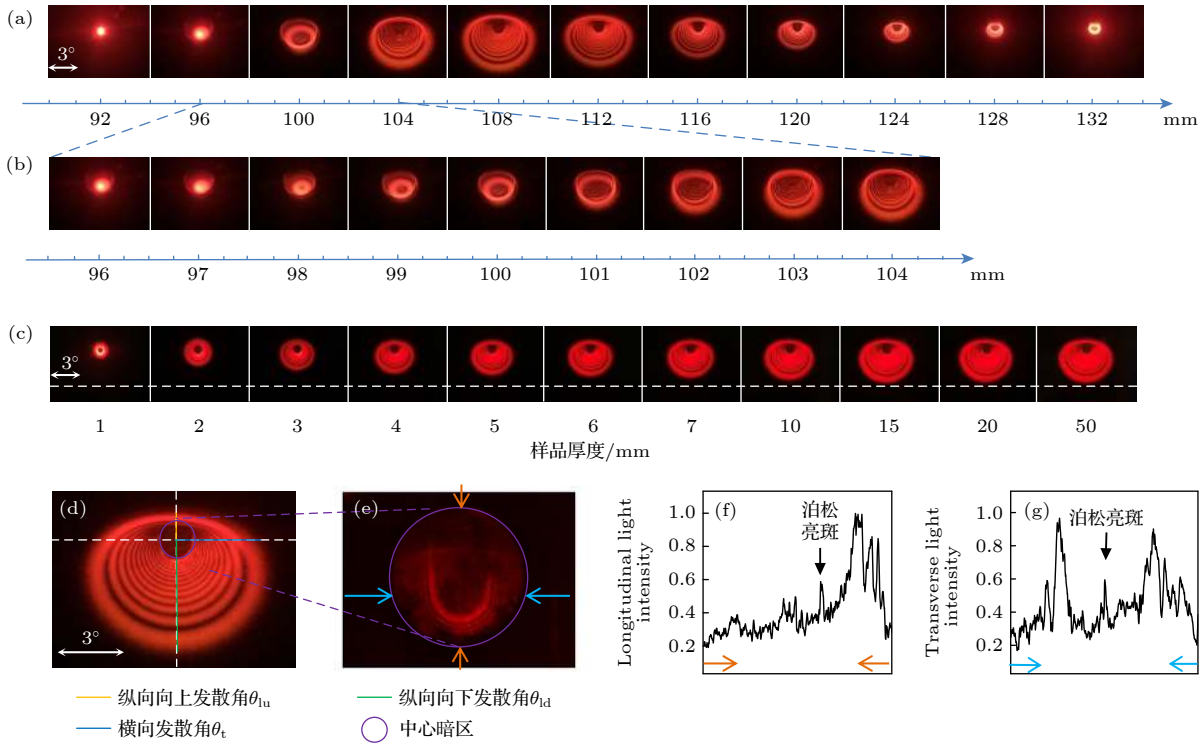 (a)
3°
92 96 100 104 108 112 116 120 124 128 132 mm
(b)
96 97 98 99 100 101 102 103 104 mm
(c)
3°
1 2 3 4 5 6 7 10 15 20 50
样品厚度/mm
(d)
3°
(e)
(f)
泊松
亮斑
1.0
0.8
0.6
0.4
0.2
Longitudinal light
intensity
(g)
泊松亮斑
1.0
0.8
0.6
0.4
0.2
Transverse light
intensity
纵向向上发散角θlu
纵向向下发散角θld
横向发散角θt
中心暗区